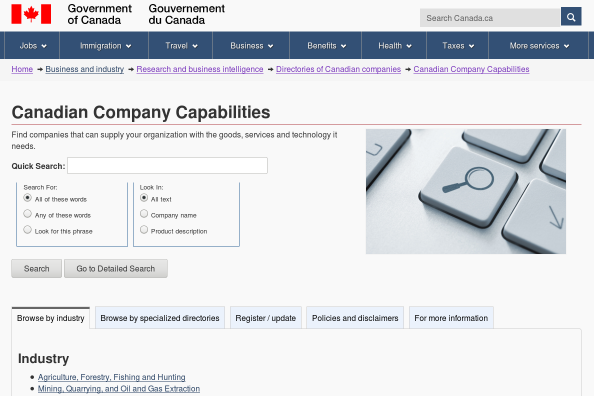 Government of Canada
Gouvernement du Canada
Search Canada.ca
Jobs Immigration Travel Business Benefits Health Taxes More services
Home ➔ Business and industry ➔ Research and business intelligence ➔ Directories of Canadian companies ➔ Canadian Company Capabilities
Canadian Company Capabilities
Find companies that can supply your organization with the goods, services and technology it
needs.
Quick Search:
Search For:
All of these words
Any of these words
Look for this phrase
Look In:
All text
Company name
Product description
Search Go to Detailed Search
Browse by industry Browse by specialized directories Register / update Policies and disclaimers For more information
Industry
Agriculture, Forestry, Fishing and Hunting
Mining, Quarrying, and Oil and Gas Extraction